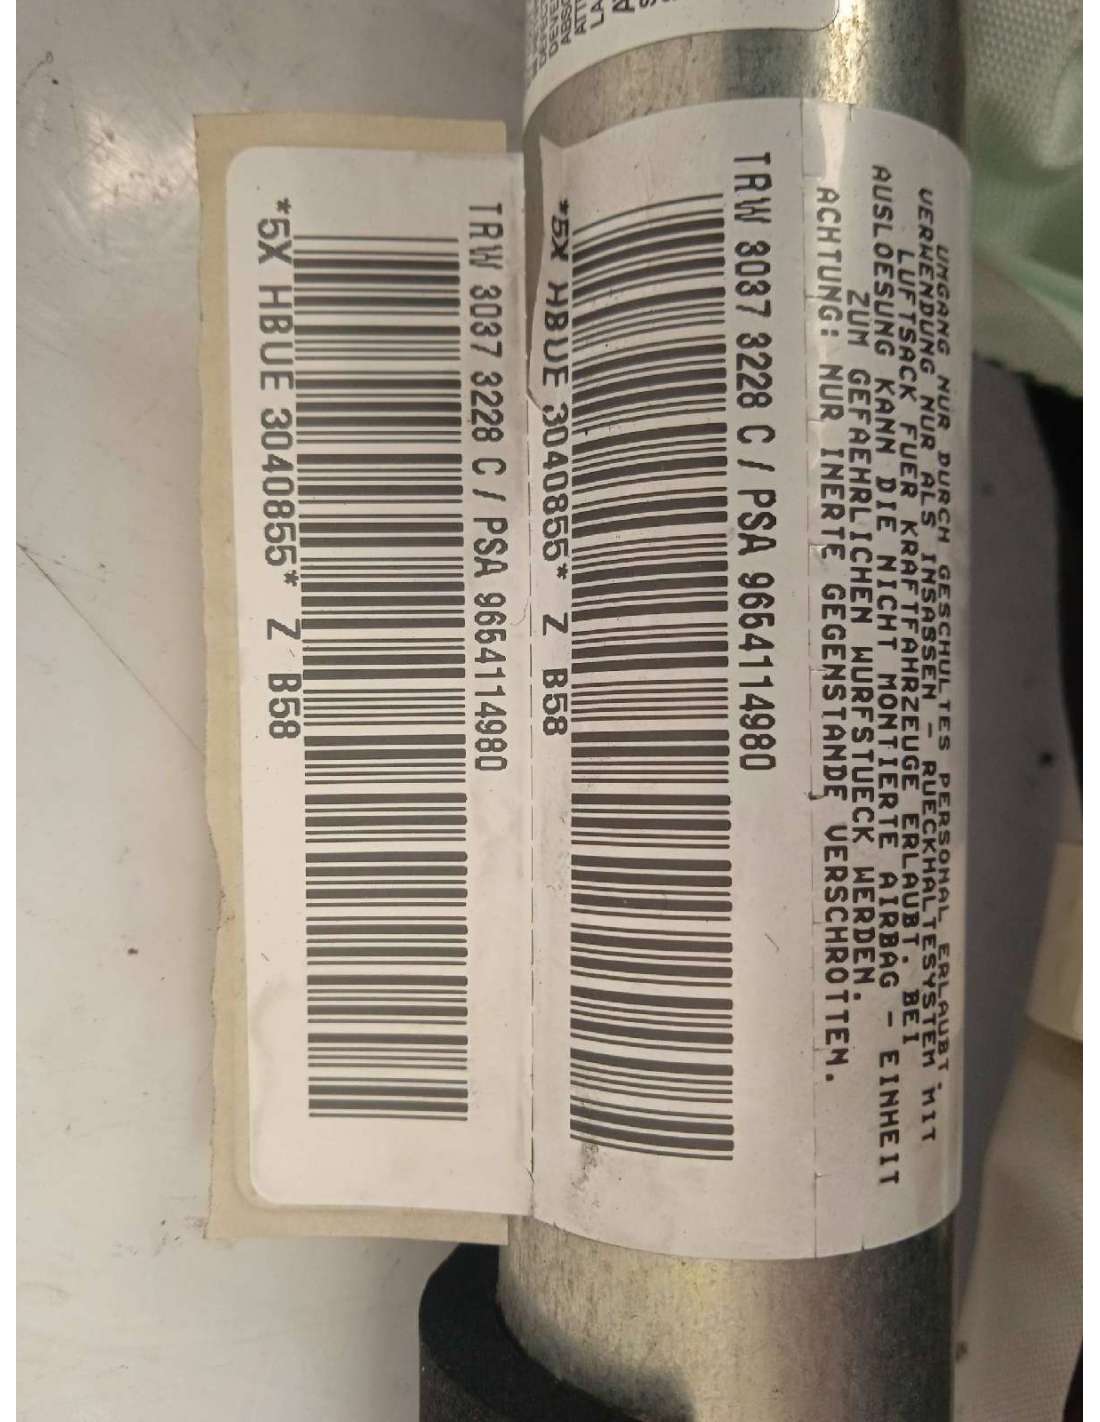 UMGANG NUR DURCH GESCHULTES PERSONAL ERLAUBT.
VERWENDUNG NUR ALS INSASSEN - RUECKHALTESYSTEM MIT
LUFTSACK FUER KRAFTFAHRZEUGE ERLAUBT. BEI
AUSLOESUNG KANN DIE NICHT MONTIERTE AIRBAG - EINHEIT
ZUM GEFAEHRLICHEN WURFSTUECK WERDEN.
ACHTUNG: NUR INERTE GEGENSTANDE VERSCHROTTEN.
TRW 3037 3228 C / PSA 9654114980
*5X HBUE 3040855* Z B58
TRW 3037 3228 C / PSA 9654114980
*5X HBUE 3040855* Z B58